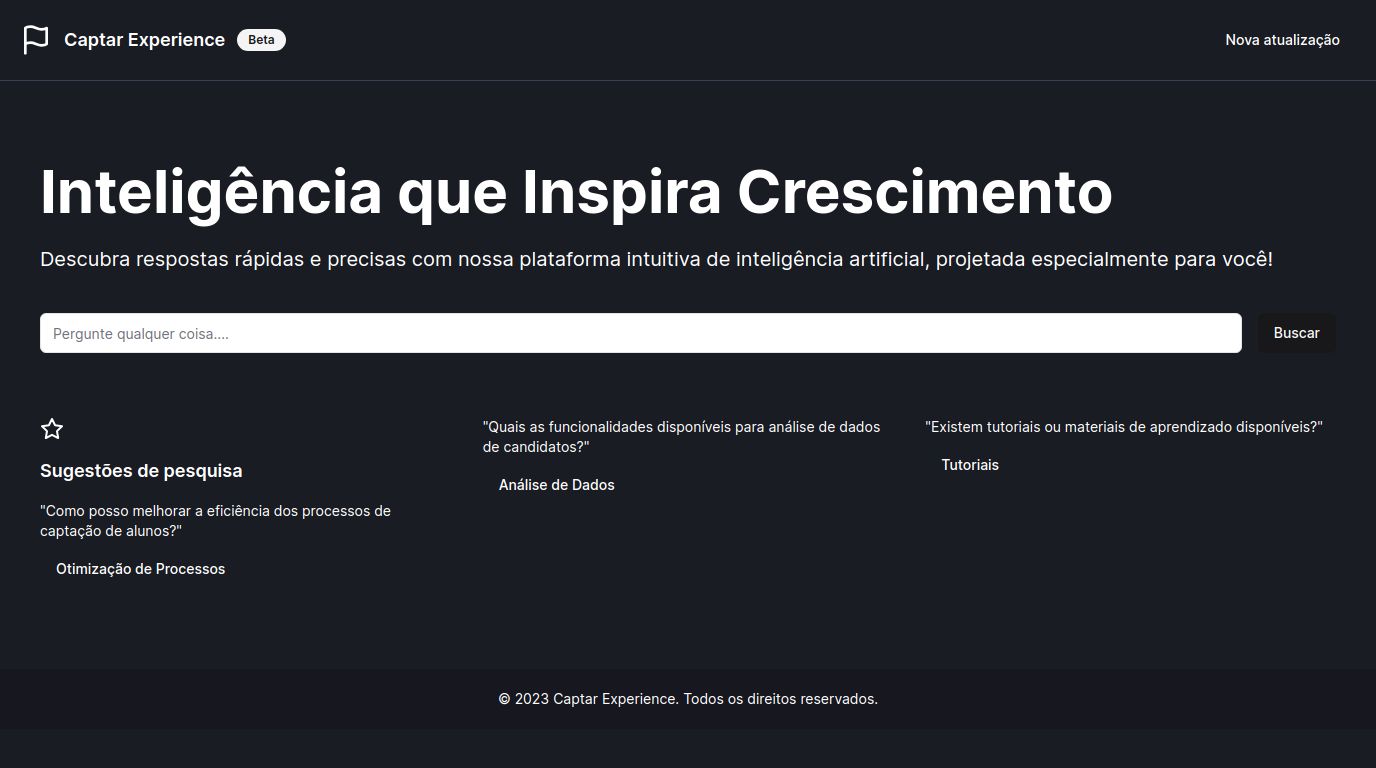 Captar Experience
Beta
Nova atualização
Inteligência que Inspira Crescimento
Descubra respostas rápidas e precisas com nossa plataforma intuitiva de inteligência artificial, projetada especialmente para você!
Pergunte qualquer coisa....
Buscar
Sugestões de pesquisa
"Como posso melhorar a eficiência dos processos de
captação de alunos?"
Otimização de Processos
"Quais as funcionalidades disponíveis para análise de dados
de candidatos?"
Análise de Dados
"Existem tutoriais ou materiais de aprendizado disponíveis?"
Tutoriais
© 2023 Captar Experience. Todos os direitos reservados.